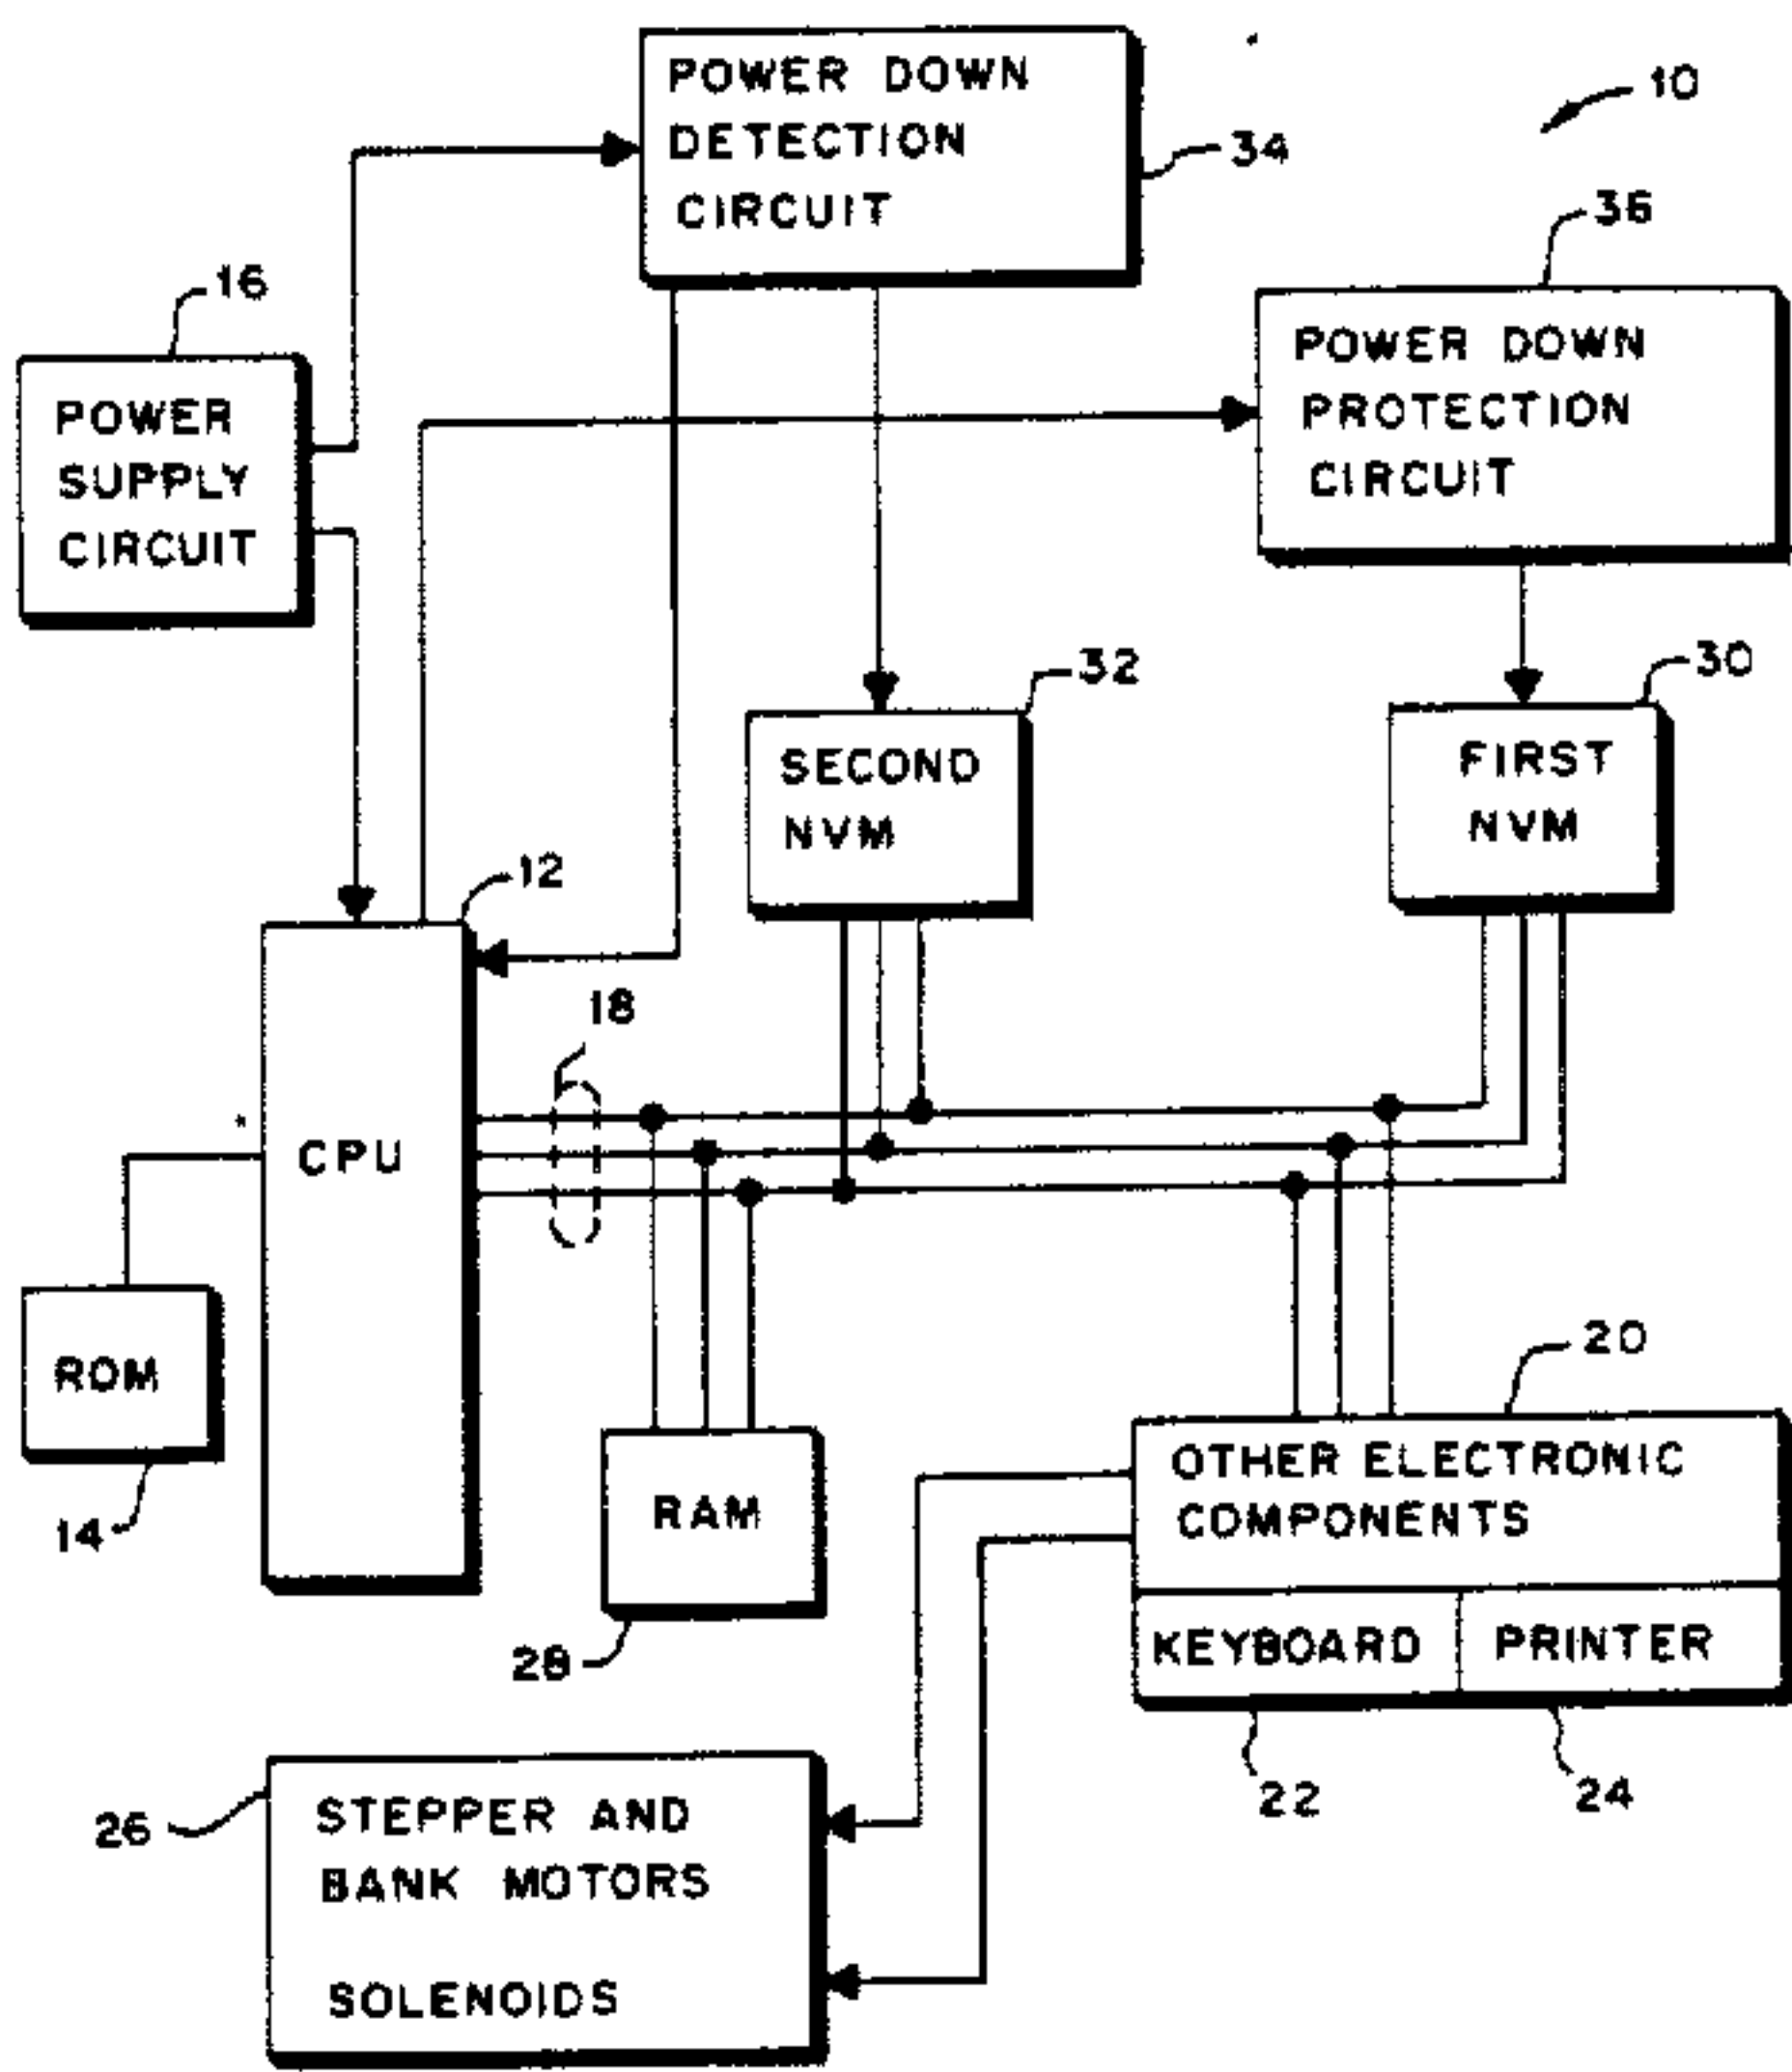 POWER DOWN
DETECTION
CIRCUIT
10
34
36
16
POWER DOWN
PROTECTION
CIRCUIT
POWER
SUPPLY
CIRCUIT
32
30
SECOND
NVM
FIRST
NVM
12
18
CPU
ROM
14
20
OTHER ELECTRONIC
COMPONENTS
RAM
28
KEYBOARD
PRINTER
22
24
26
STEPPER AND
BANK MOTORS
SOLENOIDS